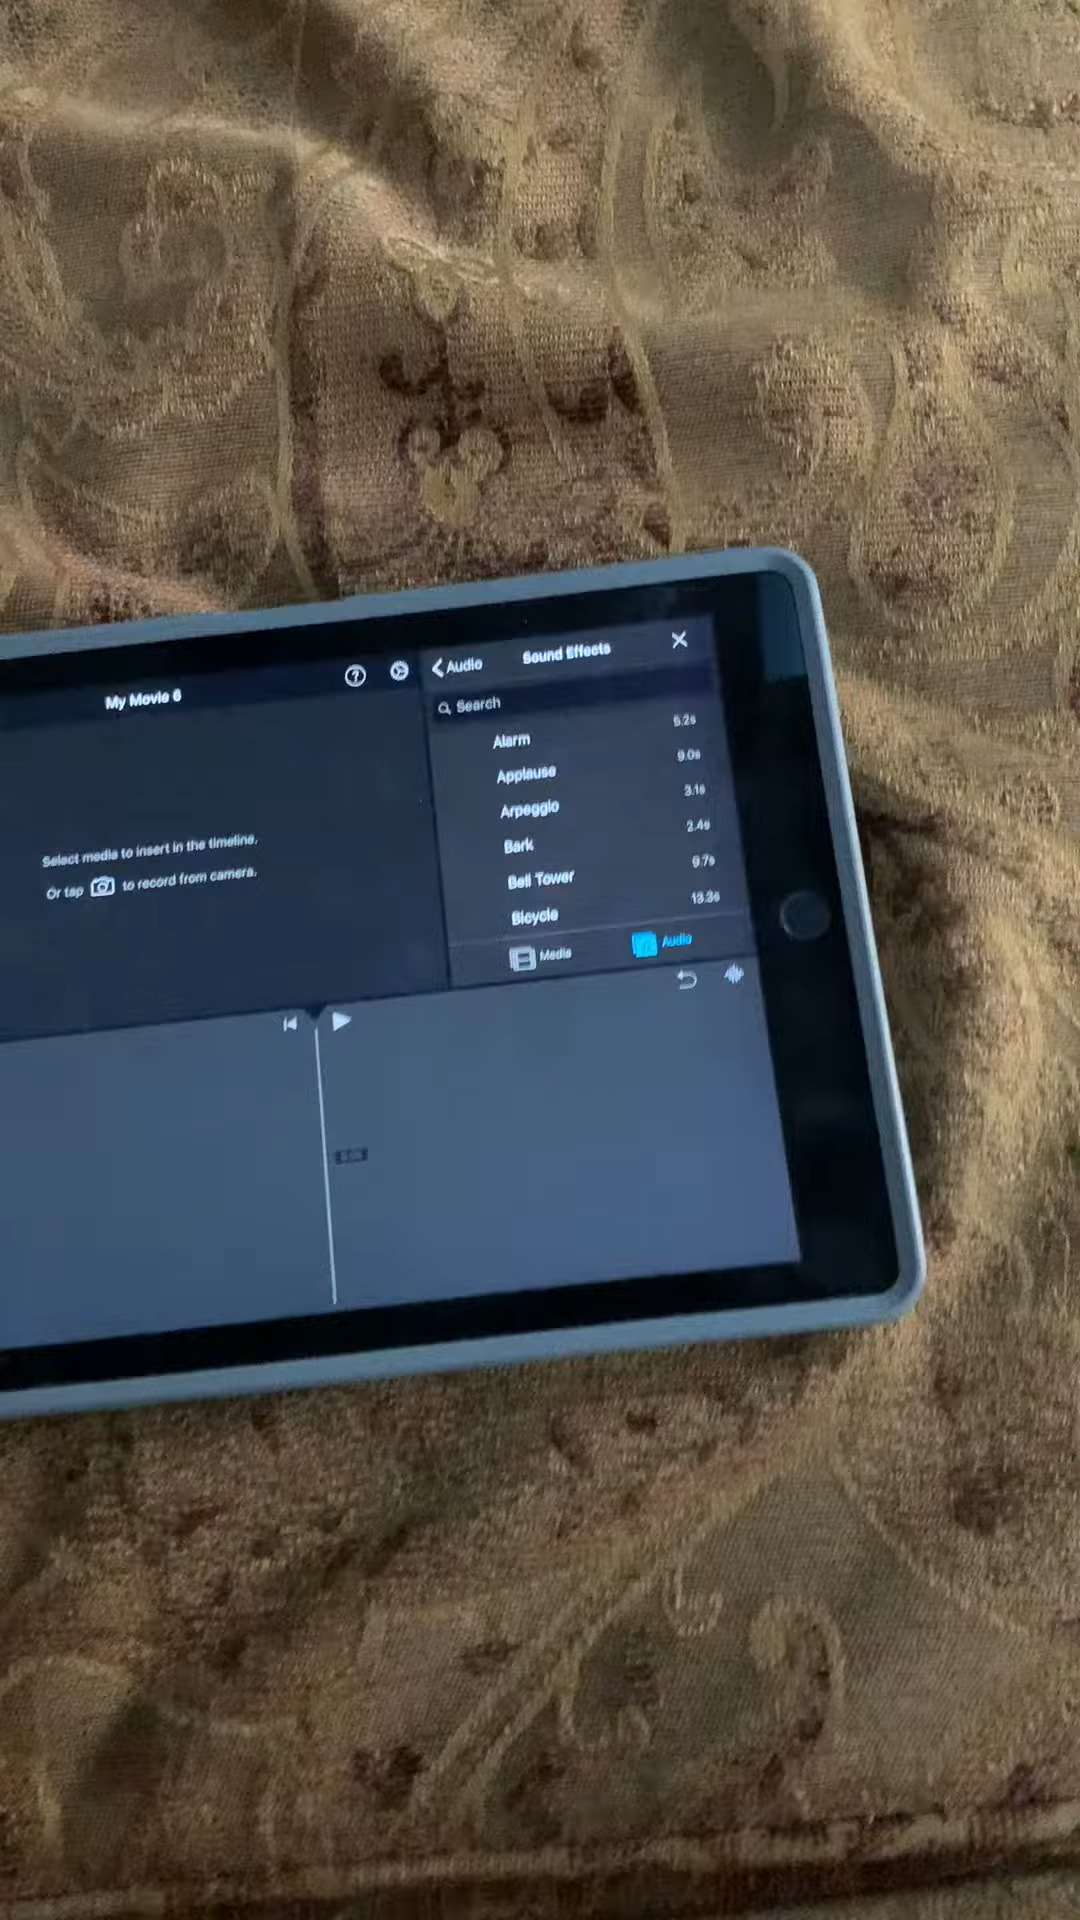 My Movie 6
Audio
Sound Effects
Search
Alarm 5.2s
Applause 9.0s
Arpeggio 3.1s
Bark 2.4s
Bell Tower 9.7s
Bicycle 13.3s
Select media to insert in the timeline.
Or tap to record from camera.
Media
Audio